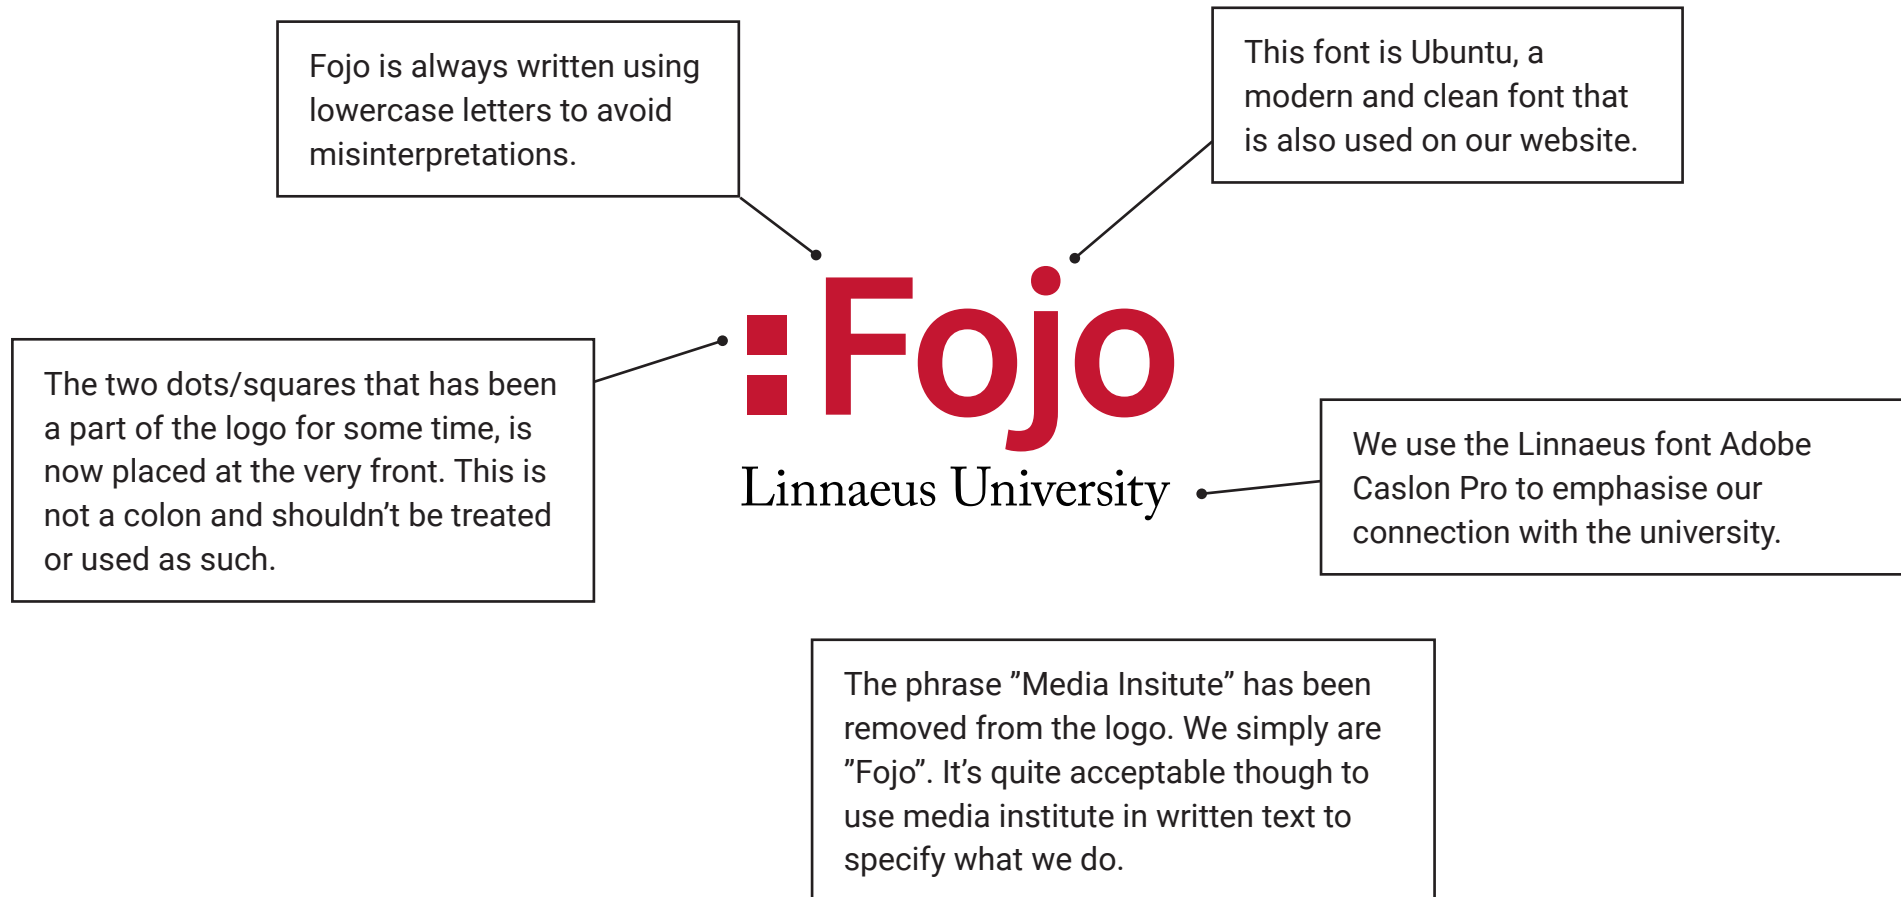 Fojo is always written using
lowercase letters to avoid
misinterpretations.
This font is Ubuntu, a
modern and clean font that
is also used on our website.
:Fojo
Linnaeus University
The two dots/squares that has been
a part of the logo for some time, is
now placed at the very front. This is
not a colon and shouldn’t be treated
or used as such.
We use the Linnaeus font Adobe
Caslon Pro to emphasise our
connection with the university.
The phrase ”Media Insitute” has been
removed from the logo. We simply are
”Fojo”. It’s quite acceptable though to
use media institute in written text to
specify what we do.